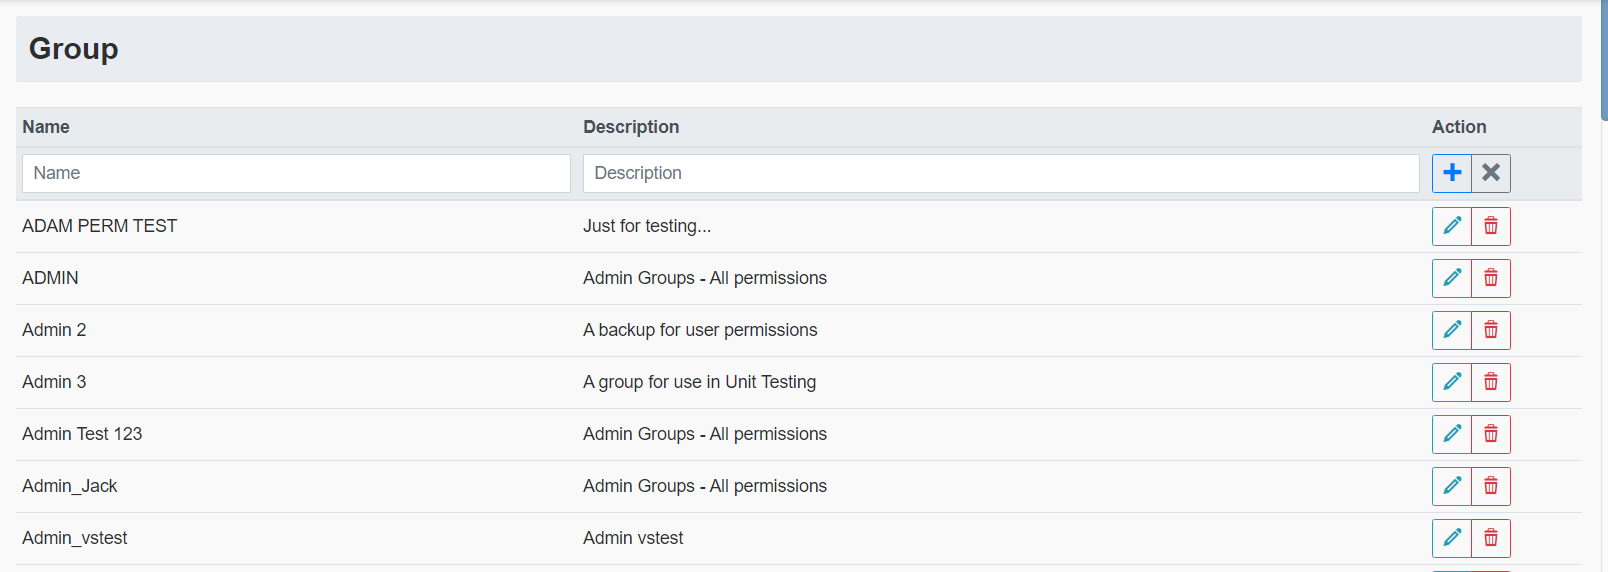 Group
Name Description Action
Name Description
ADAM PERM TEST Just for testing...
ADMIN Admin Groups - All permissions
Admin 2 A backup for user permissions
Admin 3 A group for use in Unit Testing
Admin Test 123 Admin Groups - All permissions
Admin_Jack Admin Groups - All permissions
Admin_vstest Admin vstest